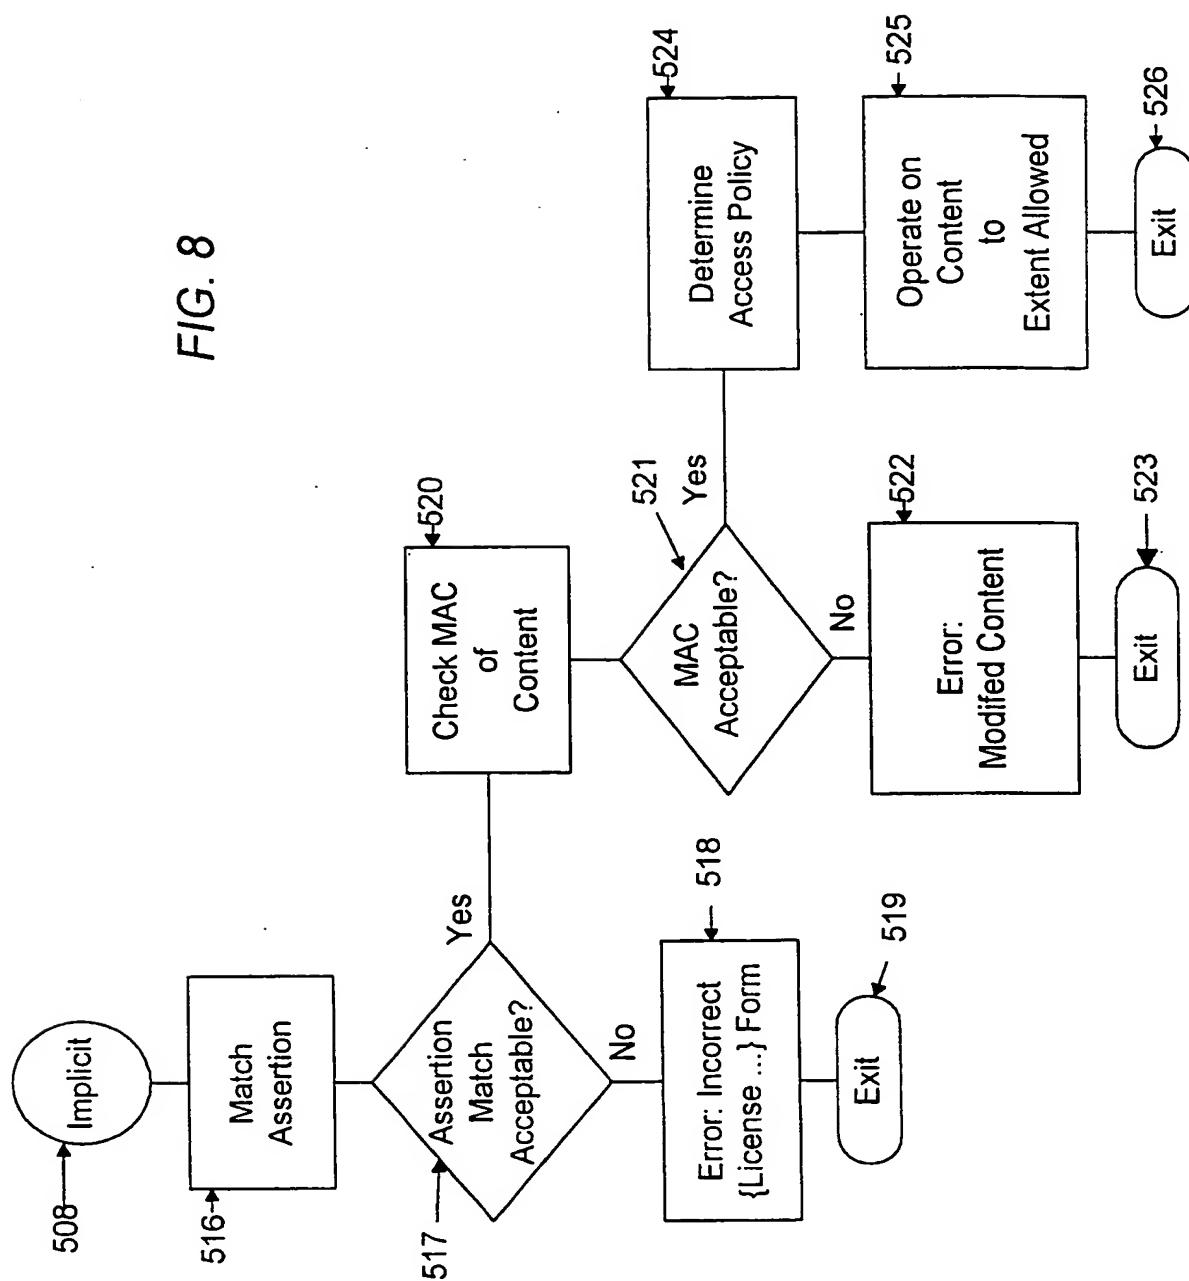 FIG. 8
508
Implicit
516
Match
Assertion
517
Assertion
Match
Acceptable?
Yes
No
Error: Incorrect
{License ...} Form
518
Exit
519
520
Check MAC
of
Content
521
MAC
Acceptable?
Yes
No
Error:
Modifed Content
522
Exit
523
524
Determine
Access Policy
525
Operate on
Content
to
Extent Allowed
526
Exit